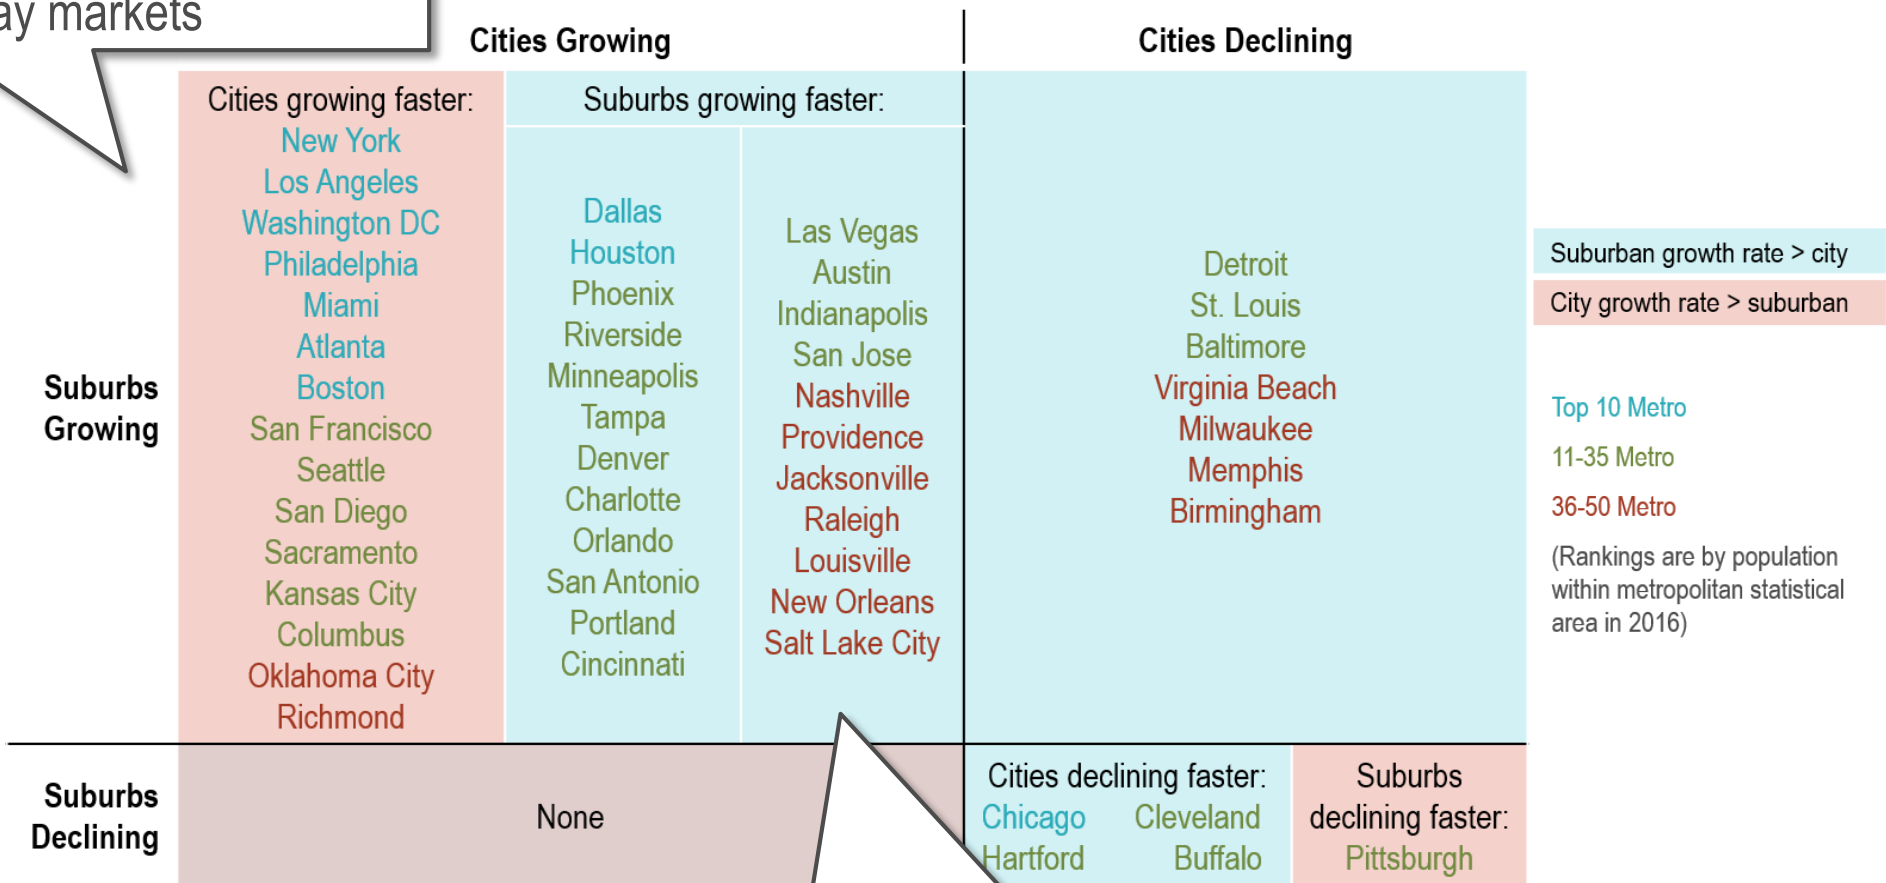 ay markets
Cities Growing
Cities Declining
Cities growing faster:
New York
Los Angeles
Washington DC
Philadelphia
Miami
Atlanta
Boston
San Francisco
Seattle
San Diego
Sacramento
Kansas City
Columbus
Oklahoma City
Richmond
Suburbs growing faster:
Dallas
Houston
Phoenix
Riverside
Minneapolis
Tampa
Denver
Charlotte
Orlando
San Antonio
Portland
Cincinnati
Las Vegas
Austin
Indianapolis
San Jose
Nashville
Providence
Jacksonville
Raleigh
Louisville
New Orleans
Salt Lake City
Detroit
St. Louis
Baltimore
Virginia Beach
Milwaukee
Memphis
Birmingham
Suburbs
Growing
Suburbs
Declining
None
Cities declining faster:
Chicago Cleveland
Hartford Buffalo
Suburbs
declining faster:
Pittsburgh
Suburban growth rate > city
City growth rate > suburban
Top 10 Metro
11-35 Metro
36-50 Metro
(Rankings are by population
within metropolitan statistical
area in 2016)